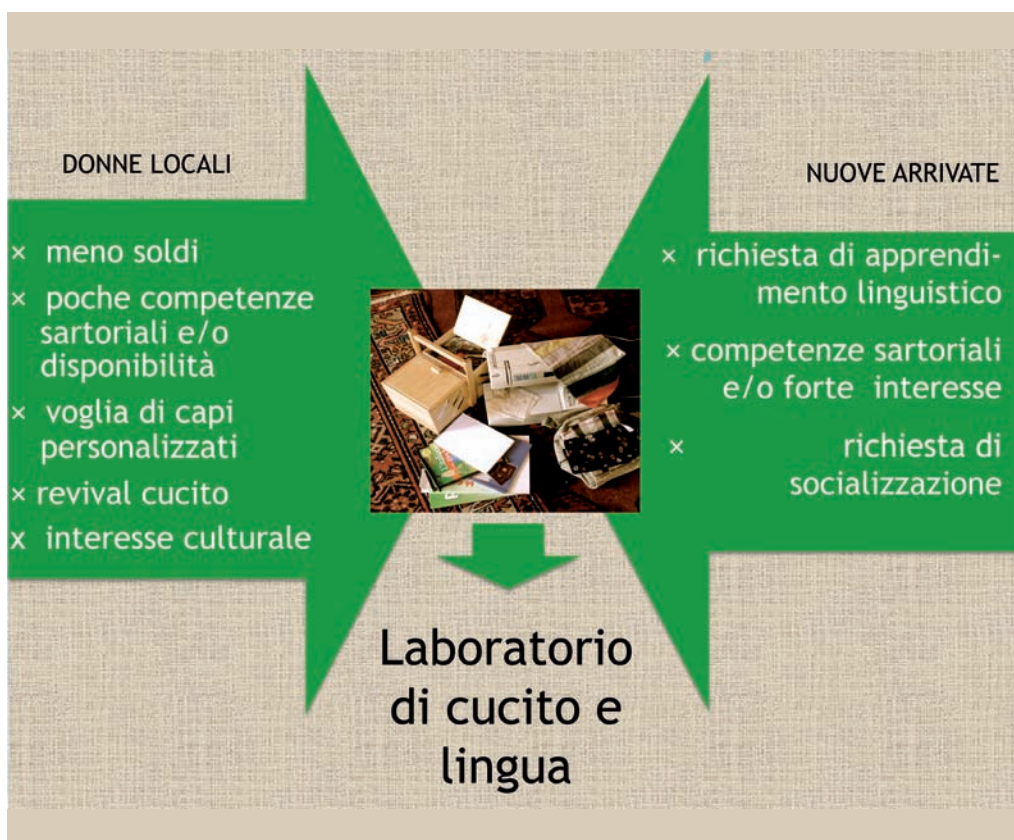 DONNE LOCALI
× meno soldi
× poche competenze
sartoriali e/o
disponibilità
× voglia di capi
personalizzati
× revival cucito
x interesse culturale
NUOVE ARRIVATE
× richiesta di apprendi-
mento linguistico
× competenze sartoriali
e/o forte interesse
× richiesta di
socializzazione
Laboratorio
di cucito e
lingua